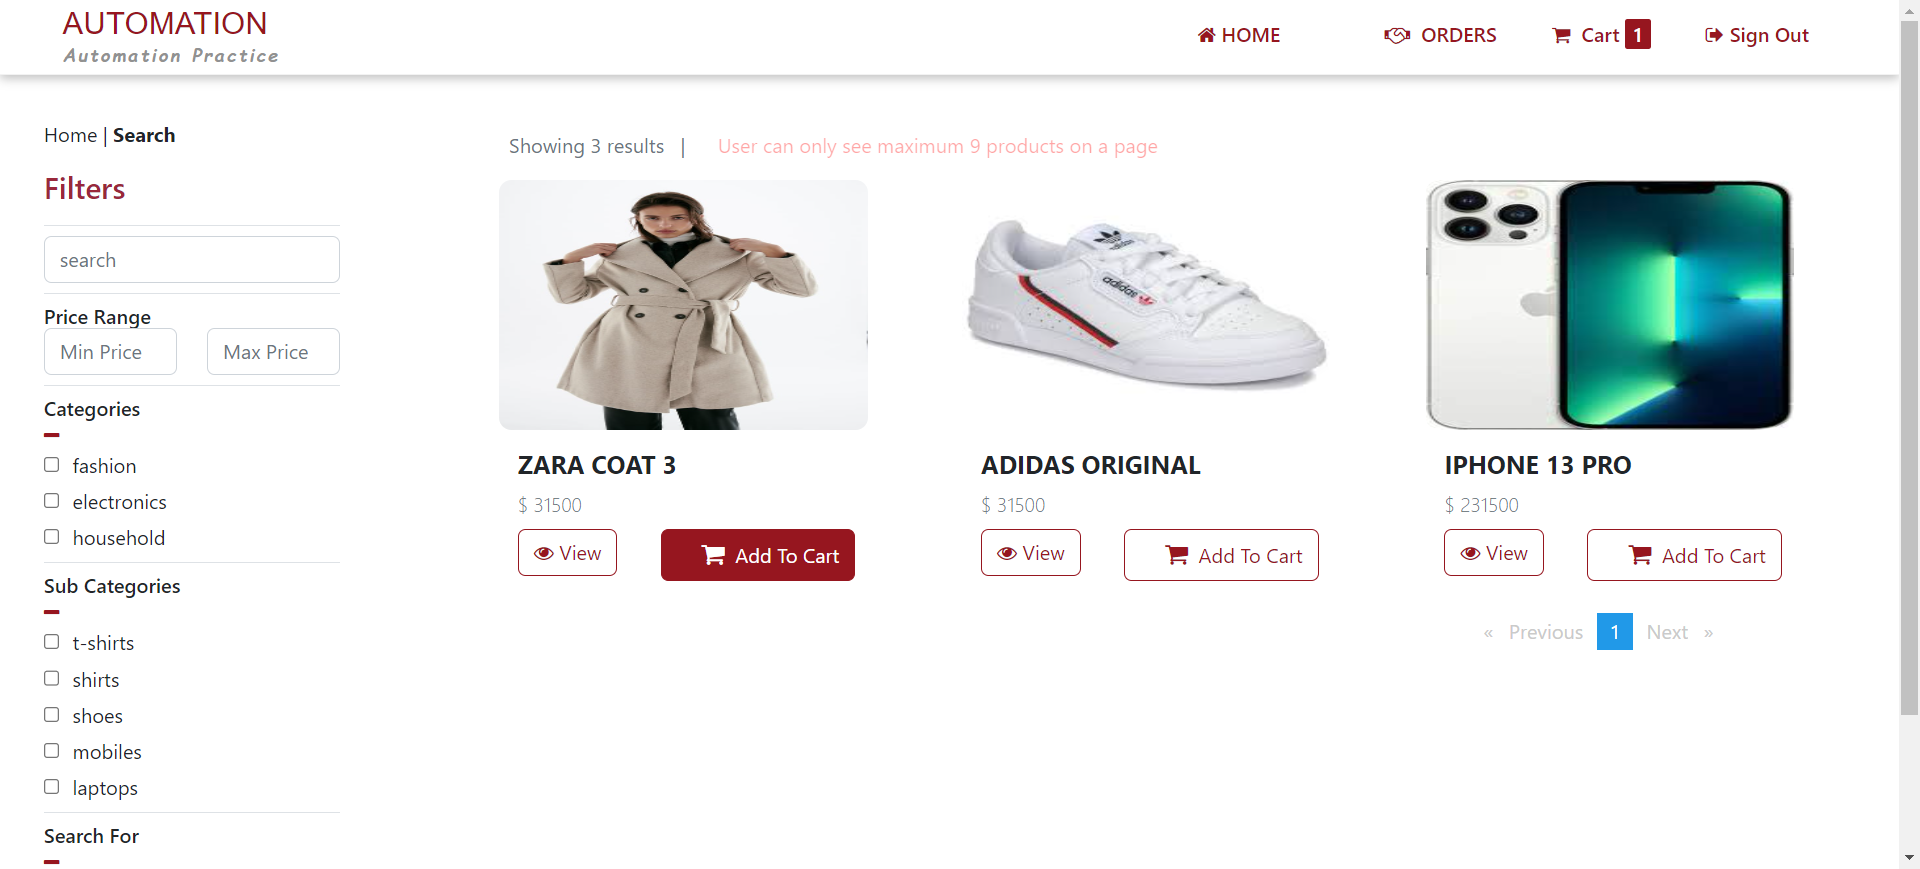 AUTOMATION
Automation Practice
HOME
ORDERS
Cart 1
Sign Out
Home | Search
Filters
search
Price Range
Min Price
Max Price
Categories
fashion
electronics
household
Sub Categories
t-shirts
shirts
shoes
mobiles
laptops
Search For
Showing 3 results |
User can only see maximum 9 products on a page
ZARA COAT 3
$ 31500
View
Add To Cart
adidas
adidas
ADIDAS ORIGINAL
$ 31500
View
Add To Cart
IPHONE 13 PRO
$ 231500
View
Add To Cart
« Previous 1 Next »